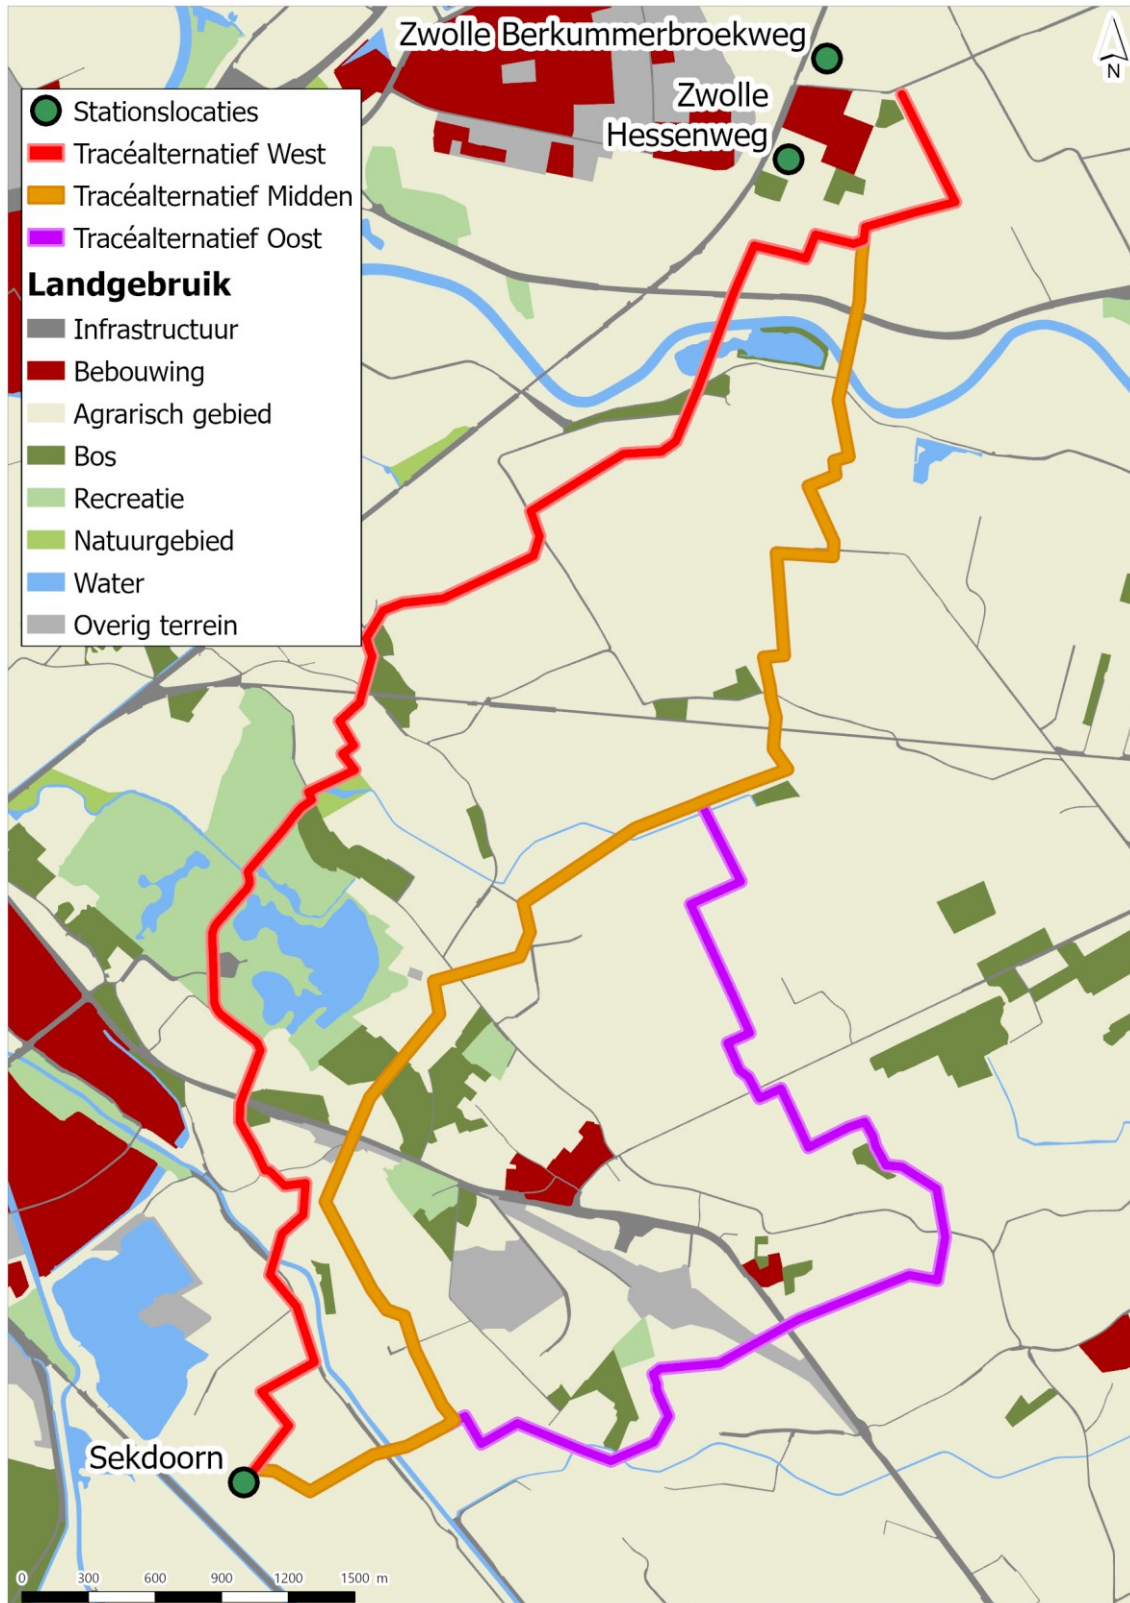 Zwolle Berkummerbroekweg
Zwolle
Hessenweg
N
Stationslocaties
Tracéalternatief West
Tracéalternatief Midden
Tracéalternatief Oost
Landgebruik
Infrastructuur
Bebouwing
Agrarisch gebied
Bos
Recreatie
Natuurgebied
Water
Overig terrein
Sekdoorn
0 300 600 900 1200 1500 m